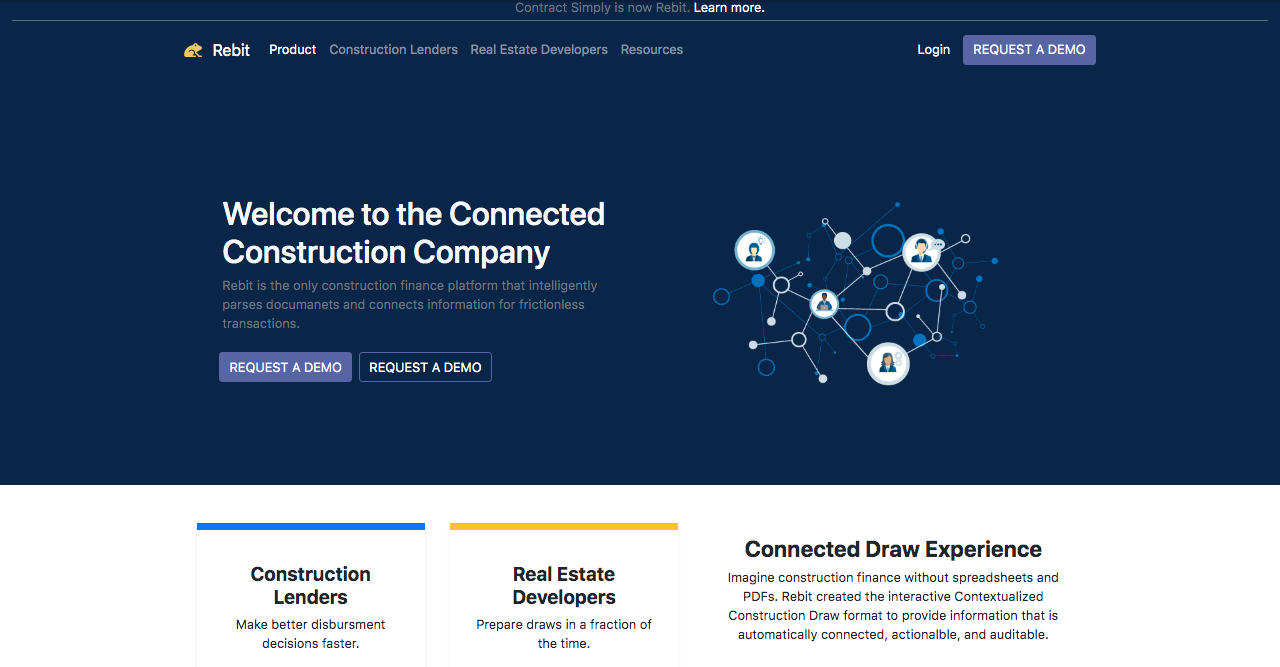 Contract Simply is now Rebit. Learn more.
Rebit Product Construction Lenders Real Estate Developers Resources Login REQUEST A DEMO
Welcome to the Connected
Construction Company
Rebit is the only construction finance platform that intelligently
parses documanets and connects information for frictionless
transactions.
REQUEST A DEMO REQUEST A DEMO
Construction
Lenders
Make better disbursment
decisions faster.
Real Estate
Developers
Prepare draws in a fraction of
the time.
Connected Draw Experience
Imagine construction finance without spreadsheets and
PDFs. Rebit created the interactive Contextualized
Construction Draw format to provide information that is
automatically connected, actionalble, and auditable.